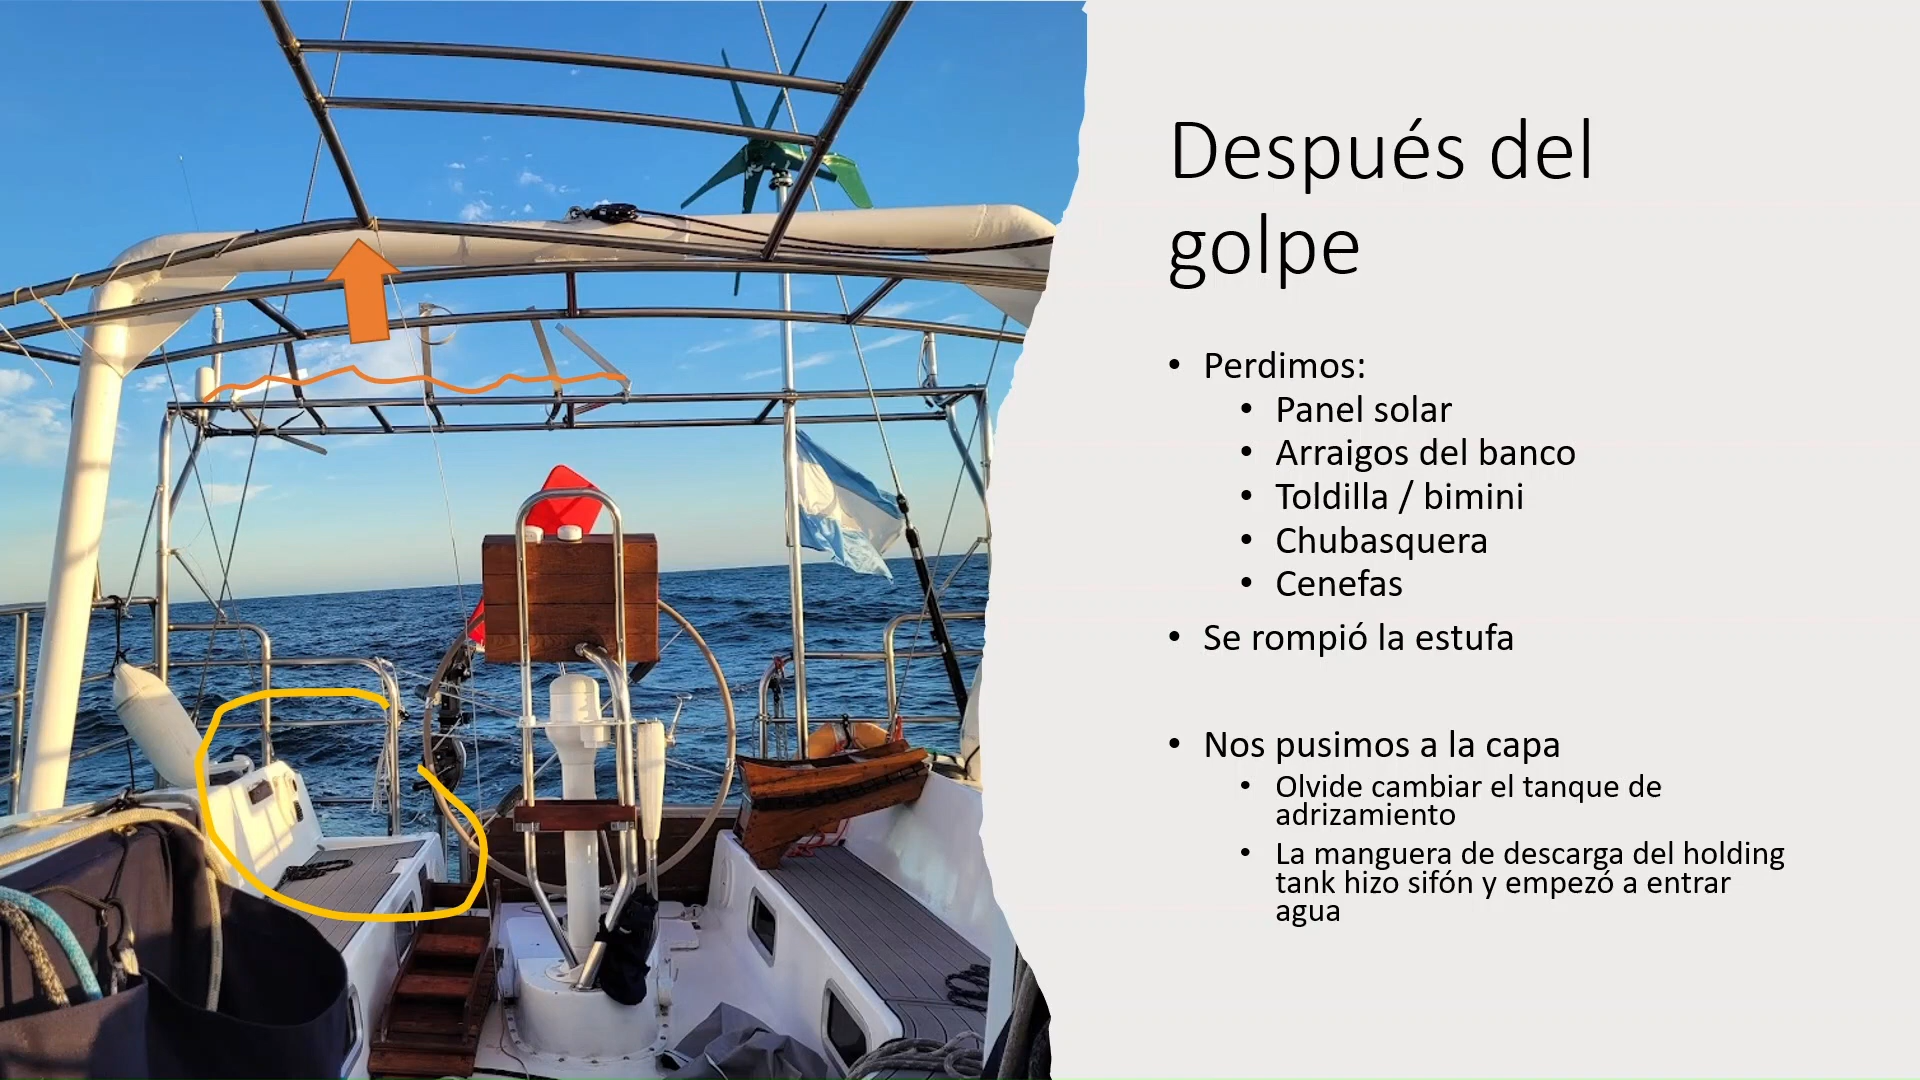 Después del
golpe
• Perdimos:
• Panel solar
• Arraigos del banco
• Toldilla / bimini
• Chubasquera
• Cenefas
• Se rompió la estufa
• Nos pusimos a la capa
• Olvide cambiar el tanque de
adrizamiento
• La manguera de descarga del holding
tank hizo sifón y empezó a entrar
agua